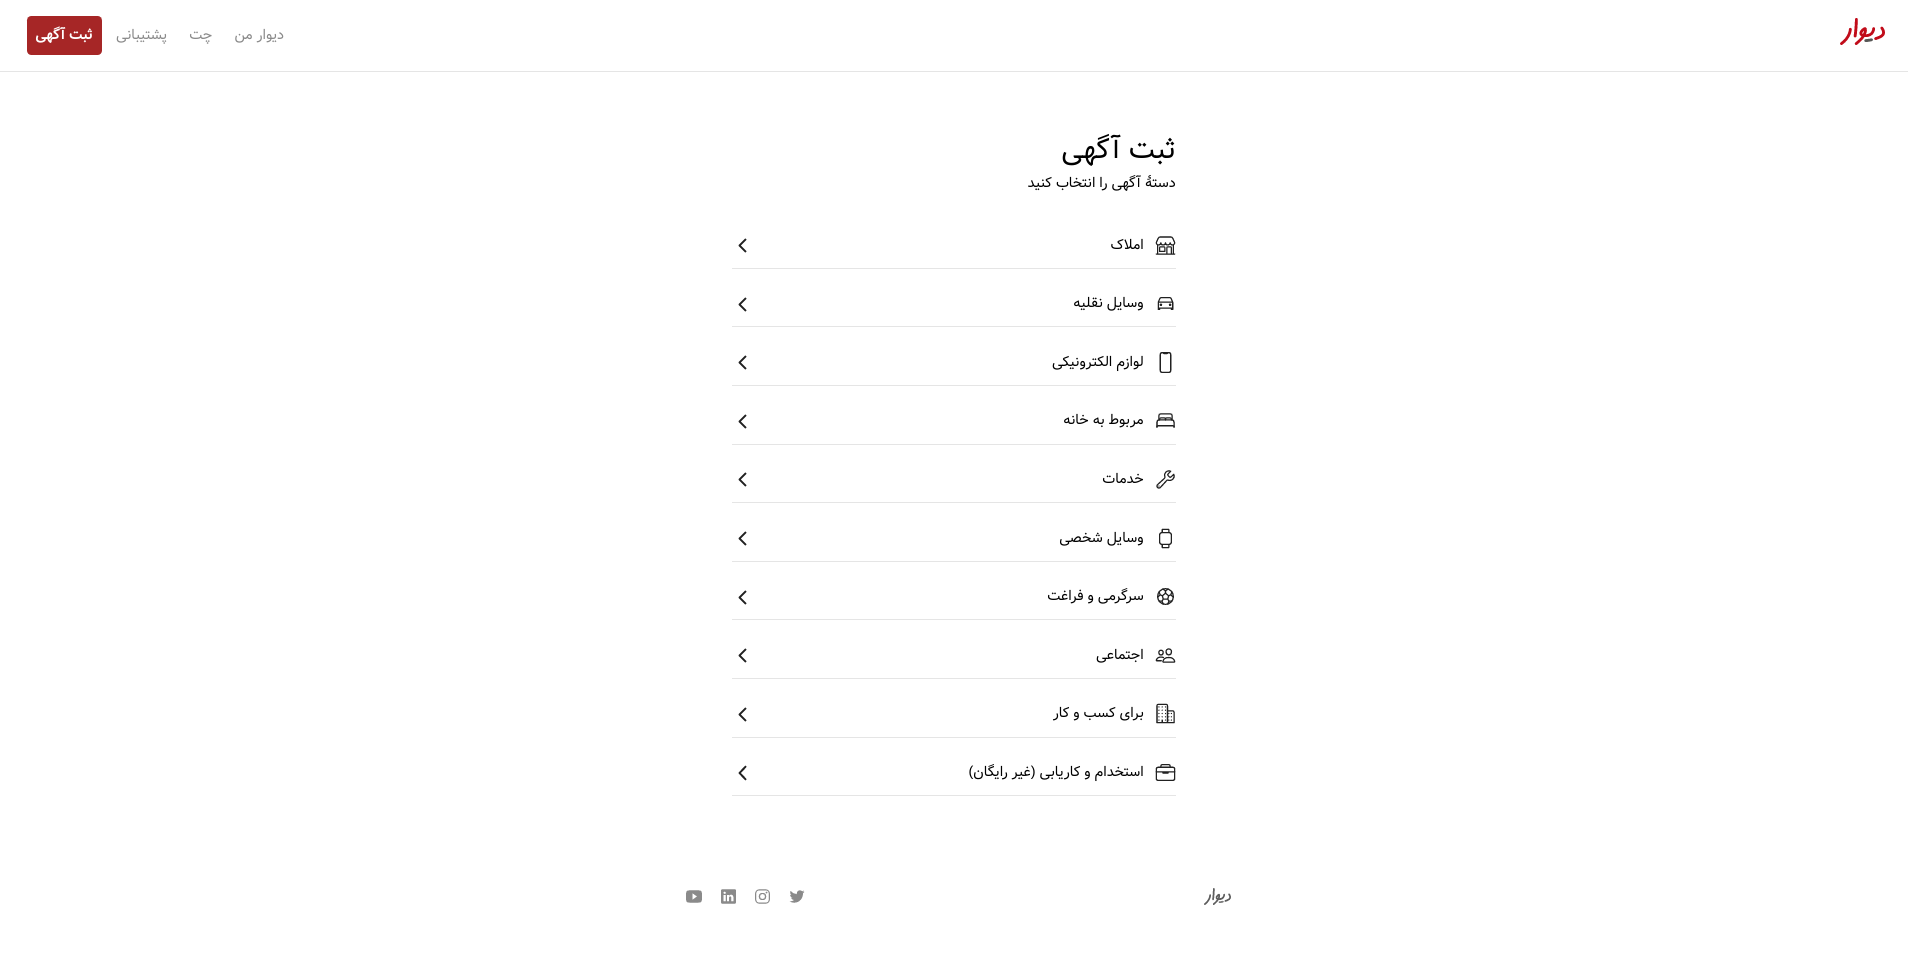 دیوار
دیوار من چت پشتیبانی ثبت آگهی
ثبت آگهی
دستهٔ آگهی را انتخاب کنید
املاک
وسایل نقلیه
لوازم الکترونیکی
مربوط به خانه
خدمات
وسایل شخصی
سرگرمی و فراغت
اجتماعی
برای کسب و کار
استخدام و کاریابی (غیر رایگان)
دیوار